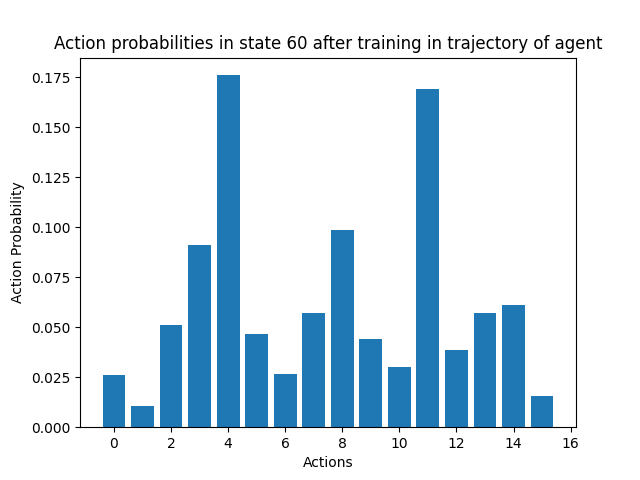 Action probabilities in state 60 after training in trajectory of agent
0.175
0.150
0.125
0.100
0.075
0.050
0.025
0.000
Action Probability
0 2 4 6 8 10 12 14 16
Actions